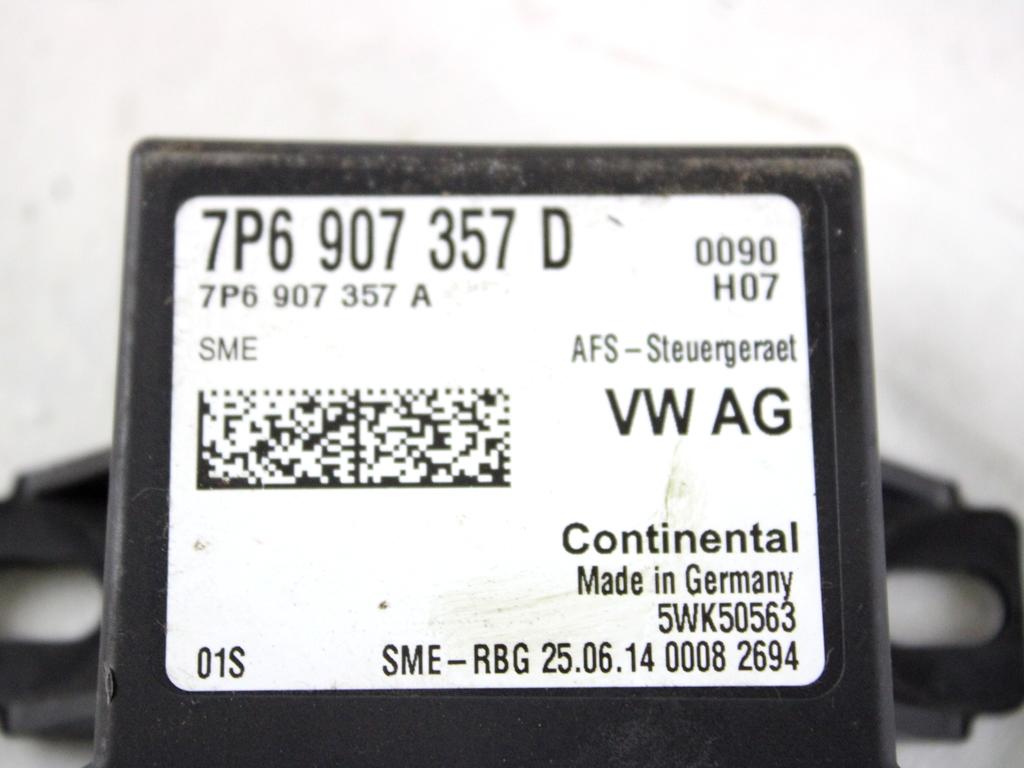 7P6 907 357 D 0090
7P6 907 357 A H07
SME AFS-Steuergeraet
VW AG
Continental
Made in Germany
5WK50563
01S SME-RBG 25.06.14 0008 2694